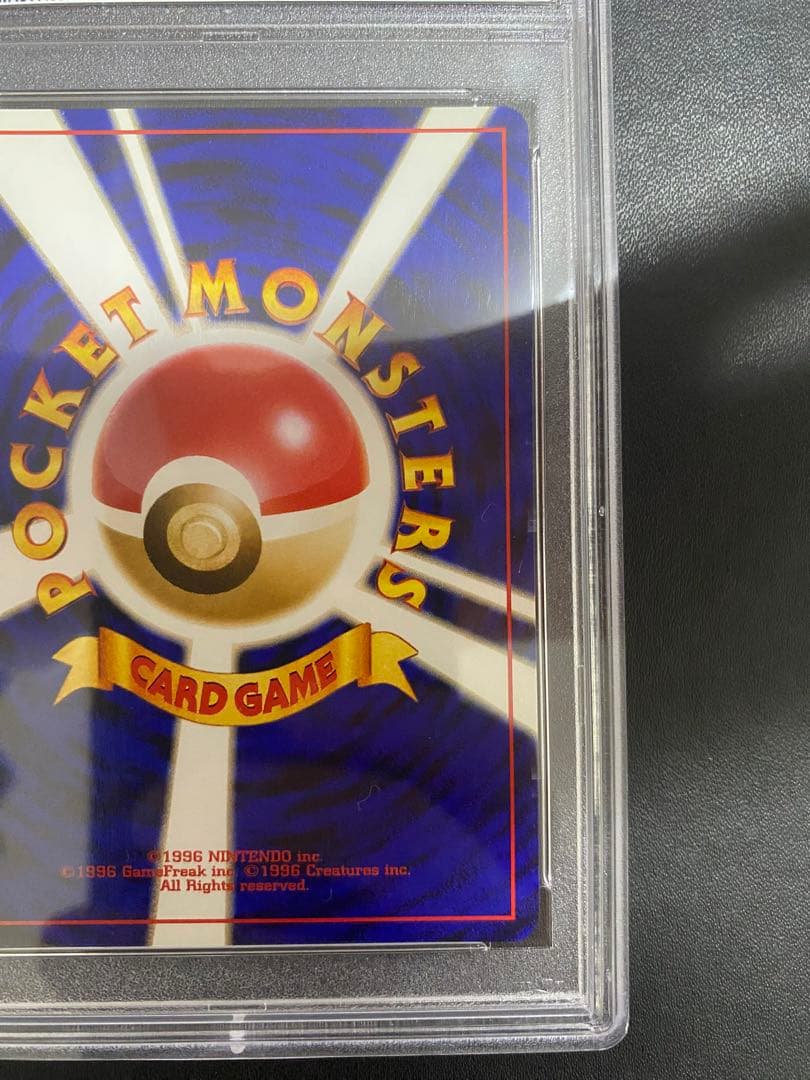 POCKET MONSTERS
CARD GAME
©1996 NINTENDO inc.
©1996 GameFreak inc. ©1996 Creatures inc.
All Rights reserved.